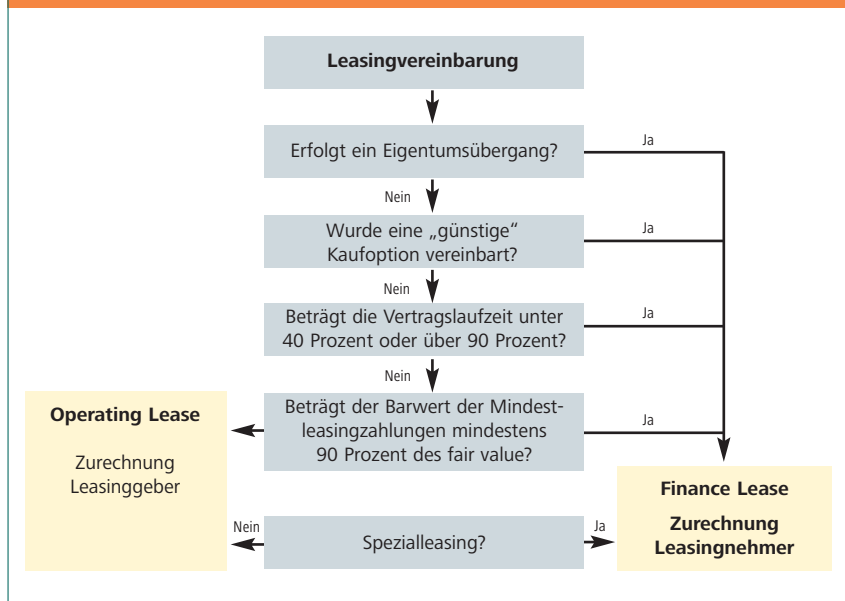 Leasingvereinbarung
Erfolgt ein Eigentumsübergang?
Ja
Nein
Wurde eine „günstige“
Kaufoption vereinbart?
Ja
Nein
Beträgt die Vertragslaufzeit unter
40 Prozent oder über 90 Prozent?
Ja
Nein
Beträgt der Barwert der Mindest-
leasingzahlungen mindestens
90 Prozent des fair value?
Ja
Operating Lease
Zurechnung
Leasinggeber
Finance Lease
Zurechnung
Leasingnehmer
Nein
Spezialleasing?
Ja